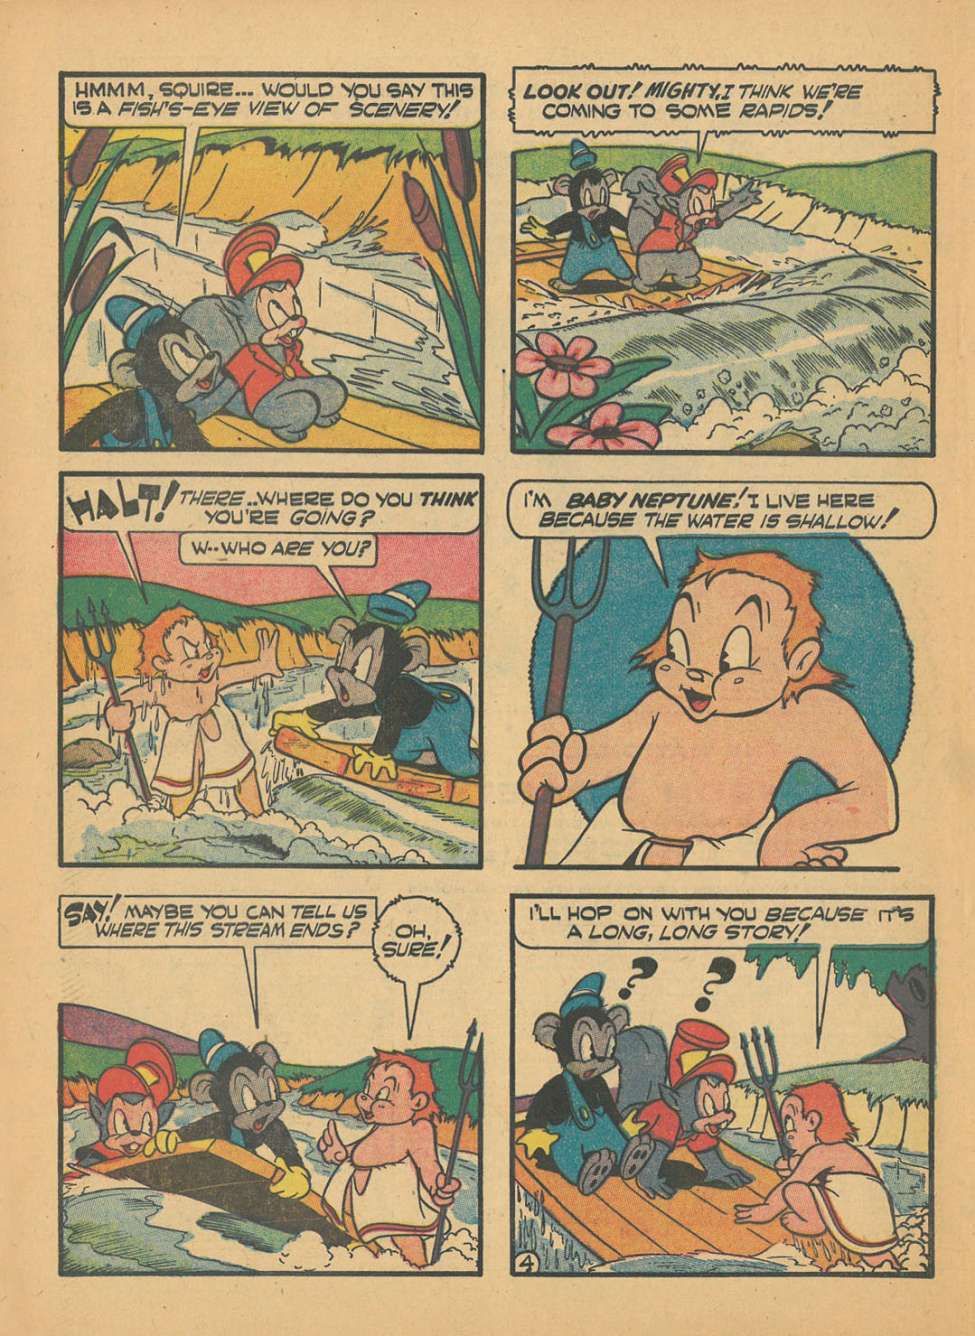 HMMM, SQUIRE... WOULD YOU SAY THIS
IS A FISH'S-EYE VIEW OF SCENERY!
LOOK OUT! MIGHTY, I THINK WE'RE
COMING TO SOME RAPIDS!
HALT! THERE..WHERE DO YOU THINK
YOU'RE GOING?
W--WHO ARE YOU?
I'M BABY NEPTUNE! I LIVE HERE
BECAUSE THE WATER IS SHALLOW!
SAY! MAYBE YOU CAN TELL US
WHERE THIS STREAM ENDS?
OH,
SURE!
I'LL HOP ON WITH YOU BECAUSE IT'S
A LONG, LONG STORY!
? ?
4